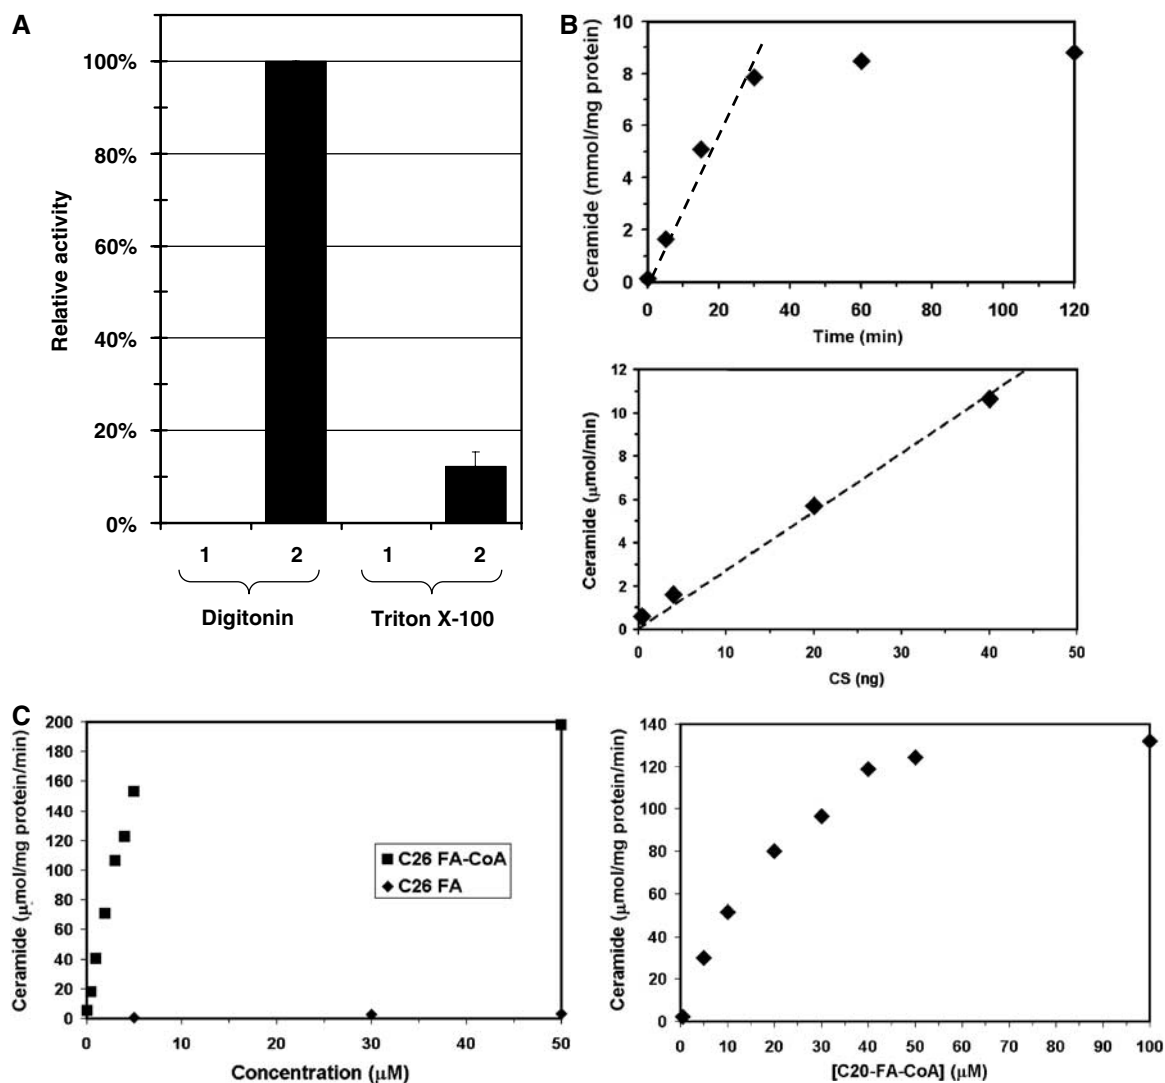 A
100%
80%
60%
40%
20%
0%
Relative activity
1 2 1 2
Digitonin Triton X-100
B
10
8
6
4
2
0
Ceramide (mmol/mg protein)
0 20 40 60 80 100 120
Time (min)
12
10
8
6
4
2
0
Ceramide (μmol/min)
0 10 20 30 40 50
CS (ng)
C
200
180
160
140
120
100
80
60
40
20
0
Ceramide (μmol/mg protein/min)
C26 FA-CoA
C26 FA
0 10 20 30 40 50
Concentration (μM)
140
120
100
80
60
40
20
0
Ceramide (μmol/mg protein/min)
0 10 20 30 40 50 60 70 80 90 100
[C20-FA-CoA] (μM)